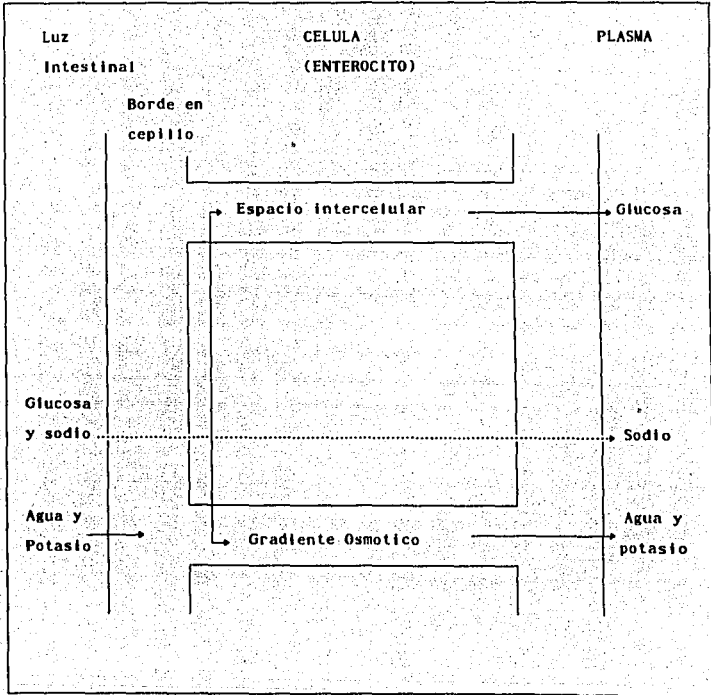 Luz
Intestinal
CELULA
(ENTEROCITO)
PLASMA
Borde en
cepillo
Espacio intercelular
Glucosa
Glucosa
y sodio
Sodio
Agua y
Potasio
Gradiente Osmotico
Agua y
potasio